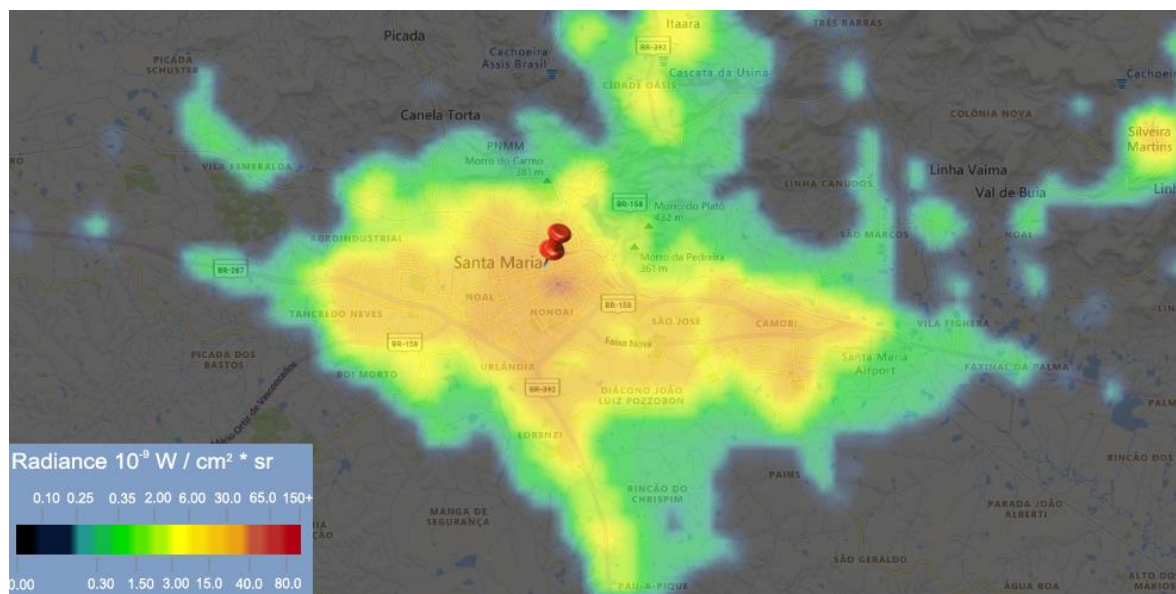 Itaara
TRÊS BARRAS
Picada
BR-392
PICADA
SCHUSTER
Cachoeira
Assis Brasil
Cascata da Usina
Cachoe
CIDADE OÁSIS
Canela Torta
COLÔNIA NOVA
PNMM
Silveira
Martins
Morro do Carmo
381 m
VILA ESMERALDA
Linha Vaima
LINHA CANUDOS
Val de Buia
Linh
BR-158
Morro do Platô
432 m
SÃO MARCOS
NOAL
AGROINDUSTRIAL
Santa Maria
Morro da Pedreira
361 m
BR-287
NOAL
NONOAI
BR-158
TANCREDO NEVES
SÃO JOSÉ
CAMOBI
VILA FIGHERA
BR-158
Faixa Nova
PICADA DOS
BASTOS
Santa Maria
Airport
FAXINAL DA PALMA
URLÂNDIA
BOI MORTO
BR-392
DIÁCONO JOÃO
LUIZ POZZOBON
PALM
LORENZI
Radiance 10⁻⁹ W / cm² * sr
0.10 0.25 0.35 2.00 6.00 30.0 65.0 150+
0.00 0.30 1.50 3.00 15.0 40.0 80.0
RINCÃO DOS
PAINS
RINCÃO DO
CHRISPIM
MANGA DE
SEGURANÇA
PARADA JOÃO
ALBERTI
SÃO GERALDO
PAU-A-PIQUE
ÁGUA BOA
ALTO DOS
MÁRIOS